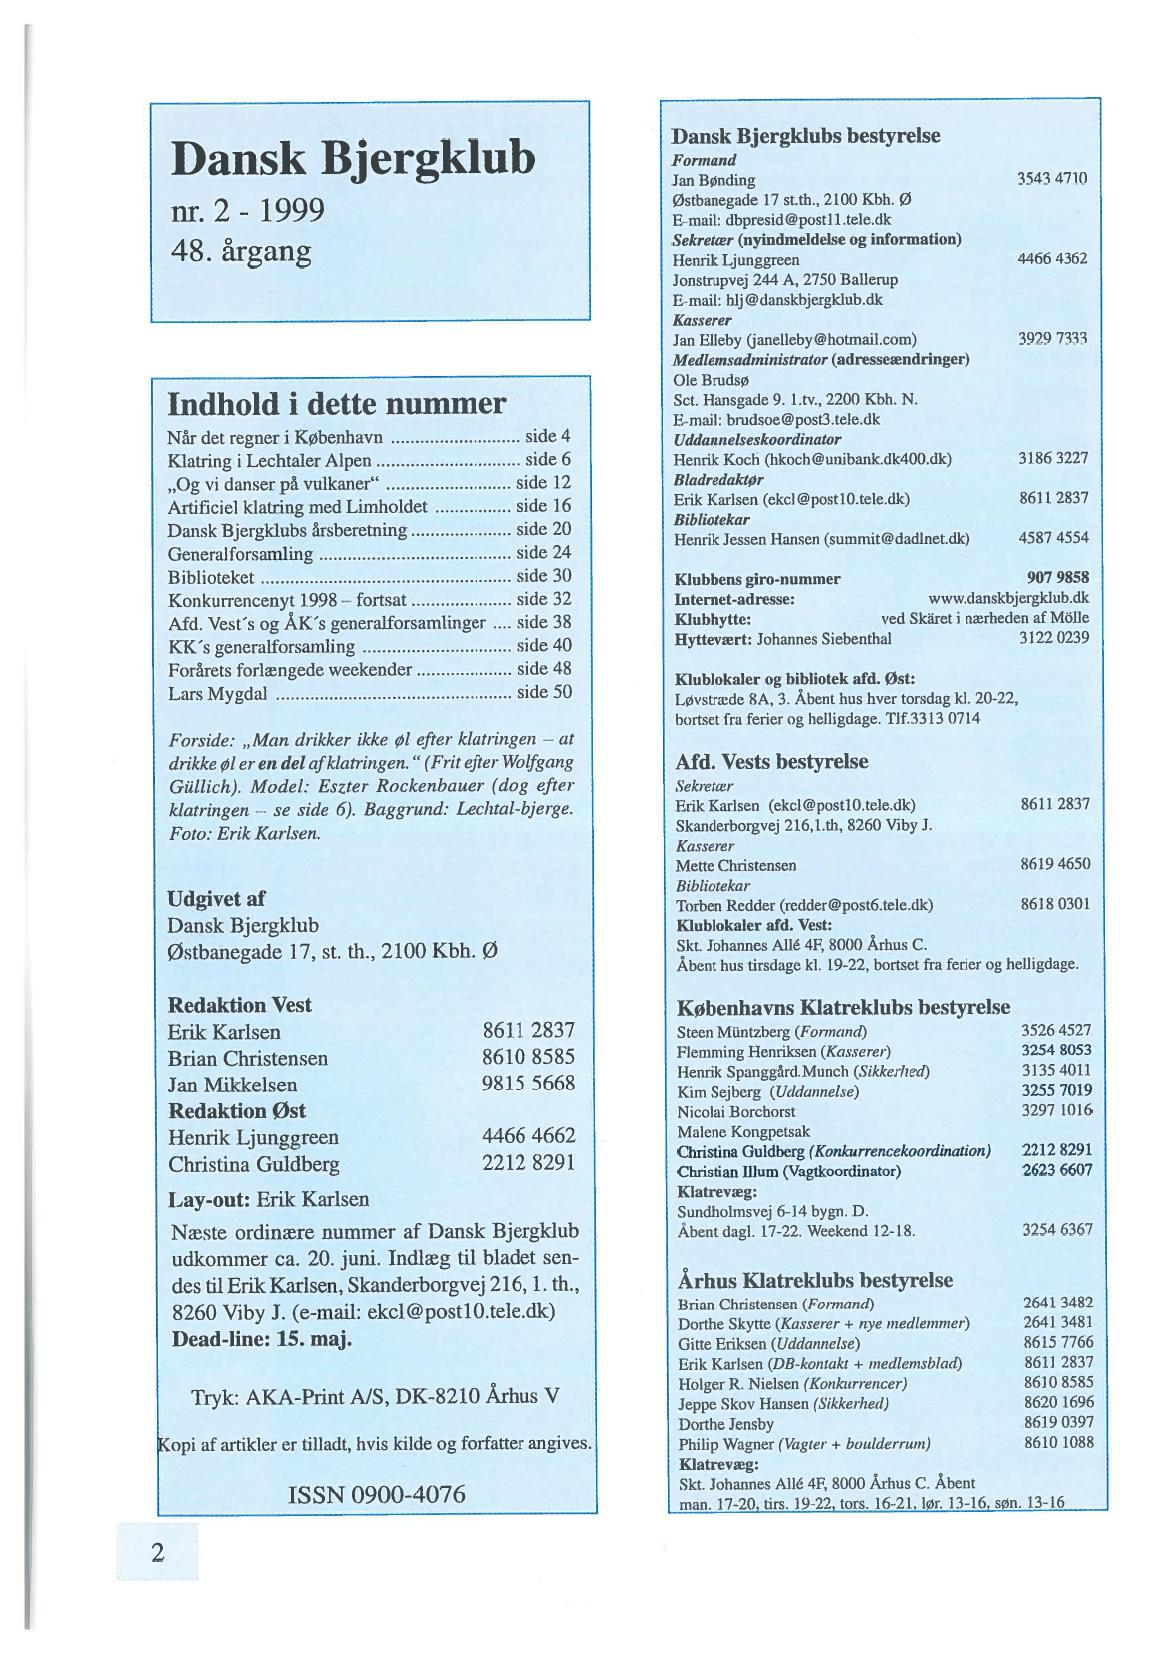 Dansk Bjergklub
nr. 2 - 1999
48. årgang
Indhold i dette nummer
Når det regner i København .......................... side 4
Klatring i Lechtaler Alpen ............................. side 6
„Og vi danser på vulkaner“ ......................... side 12
Artificiel klatring med Limholdet ............... side 16
Dansk Bjergklubs årsberetning .................... side 20
Generalforsamling ....................................... side 24
Biblioteket ................................................... side 30
Konkurrencenyt 1998 – fortsat .................... side 32
Afd. Vest´s og ÅK´s generalforsamlinger .... side 38
KK´s generalforsamling .............................. side 40
Forårets forlængede weekender ................... side 48
Lars Mygdal ................................................ side 50
Forside: „Man drikker ikke øl efter klatringen – at
drikke øl er en del af klatringen.“ (Frit efter Wolfgang
Güllich). Model: Eszter Rockenbauer (dog efter
klatringen – se side 6). Baggrund: Lechtal-bjerge.
Foto: Erik Karlsen.
Udgivet af
Dansk Bjergklub
Østbanegade 17, st. th., 2100 Kbh. Ø
Redaktion Vest
Erik Karlsen 8611 2837
Brian Christensen 8610 8585
Jan Mikkelsen 9815 5668
Redaktion Øst
Henrik Ljunggreen 4466 4662
Christina Guldberg 2212 8291
Lay-out: Erik Karlsen
Næste ordinære nummer af Dansk Bjergklub
udkommer ca. 20. juni. Indlæg til bladet sen-
des til Erik Karlsen, Skanderborgvej 216, 1. th.,
8260 Viby J. (e-mail: ekcl@post10.tele.dk)
Dead-line: 15. maj.
Tryk: AKA-Print A/S, DK-8210 Århus V
Kopi af artikler er tilladt, hvis kilde og forfatter angives.
ISSN 0900-4076
2
Dansk Bjergklubs bestyrelse
Formand
Jan Bønding 3543 4710
Østbanegade 17 st.th., 2100 Kbh. Ø
E-mail: dbpresid@post11.tele.dk
Sekretær (nyindmeldelse og information)
Henrik Ljunggreen 4466 4362
Jonstrupvej 244 A, 2750 Ballerup
E-mail: hlj@danskbjergklub.dk
Kasserer
Jan Elleby (janelleby@hotmail.com) 3929 7333
Medlemsadministrator (adresseændringer)
Ole Brudsø
Sct. Hansgade 9. 1.tv., 2200 Kbh. N.
E-mail: brudsoe@post3.tele.dk
Uddannelseskoordinator
Henrik Koch (hkoch@unibank.dk400.dk) 3186 3227
Bladredaktør
Erik Karlsen (ekcl@post10.tele.dk) 8611 2837
Bibliotekar
Henrik Jessen Hansen (summit@dadlnet.dk) 4587 4554
Klubbens giro-nummer 907 9858
Internet-adresse: www.danskbjergklub.dk
Klubhytte: ved Skäret i nærheden af Mölle
Hyttevært: Johannes Siebenthal 3122 0239
Klublokaler og bibliotek afd. Øst:
Løvstræde 8A, 3. Åbent hus hver torsdag kl. 20-22,
bortset fra ferier og helligdage. Tlf.3313 0714
Afd. Vests bestyrelse
Sekretær
Erik Karlsen (ekcl@post10.tele.dk) 8611 2837
Skanderborgvej 216,1.th, 8260 Viby J.
Kasserer
Mette Christensen 8619 4650
Bibliotekar
Torben Redder (redder@post6.tele.dk) 8618 0301
Klublokaler afd. Vest:
Skt. Johannes Allé 4F, 8000 Århus C.
Åbent hus tirsdage kl. 19-22, bortset fra ferier og helligdage.
Københavns Klatreklubs bestyrelse
Steen Müntzberg (Formand) 3526 4527
Flemming Henriksen (Kasserer) 3254 8053
Henrik Spanggård.Munch (Sikkerhed) 3135 4011
Kim Sejberg (Uddannelse) 3255 7019
Nicolai Borchorst 3297 1016
Malene Kongpetsak
Christina Guldberg (Konkurrencekoordination) 2212 8291
Christian Illum (Vagtkoordinator) 2623 6607
Klatrevæg:
Sundholmsvej 6-14 bygn. D.
Åbent dagl. 17-22. Weekend 12-18. 3254 6367
Århus Klatreklubs bestyrelse
Brian Christensen (Formand) 2641 3482
Dorthe Skytte (Kasserer + nye medlemmer) 2641 3481
Gitte Eriksen (Uddannelse) 8615 7766
Erik Karlsen (DB-kontakt + medlemsblad) 8611 2837
Holger R. Nielsen (Konkurrencer) 8610 8585
Jeppe Skov Hansen (Sikkerhed) 8620 1696
Dorthe Jensby 8619 0397
Philip Wagner (Vagter + boulderrum) 8610 1088
Klatrevæg:
Skt. Johannes Allé 4F, 8000 Århus C. Åbent
man. 17-20, tirs. 19-22, tors. 16-21, lør. 13-16, søn. 13-16